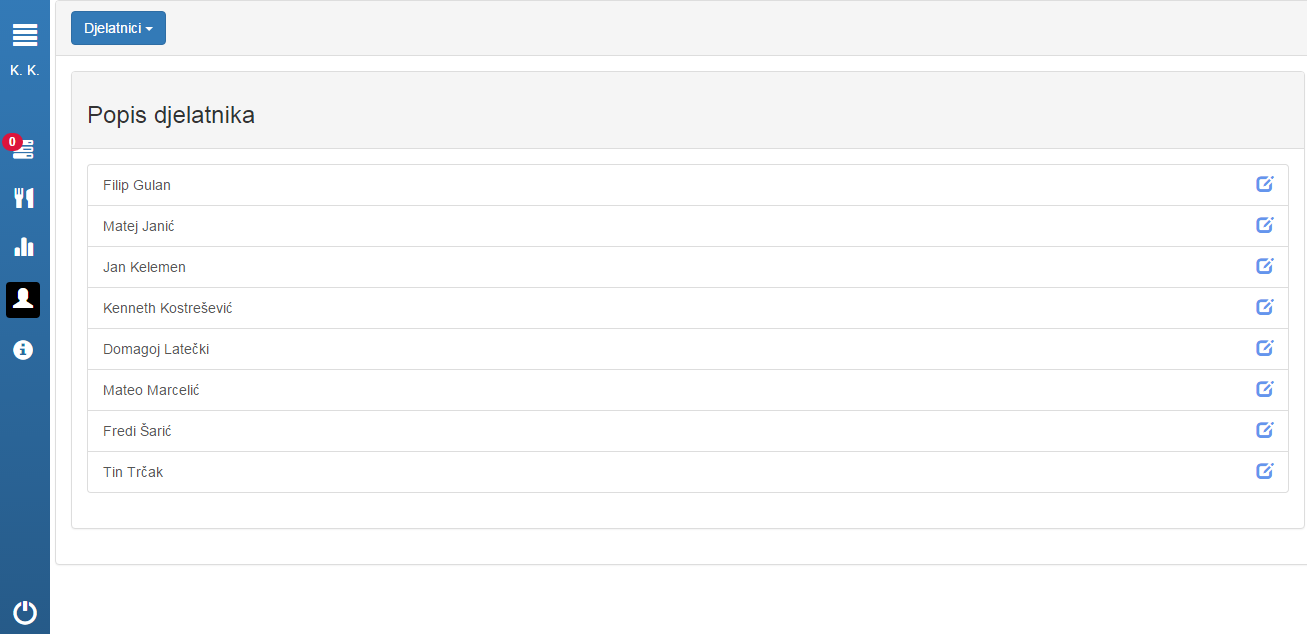 Djelatnici
K. K.
Popis djelatnika
0
Filip Gulan
Matej Janić
Jan Kelemen
Kenneth Kostrešević
Domagoj Latečki
Mateo Marcelić
Fredi Šarić
Tin Trčak